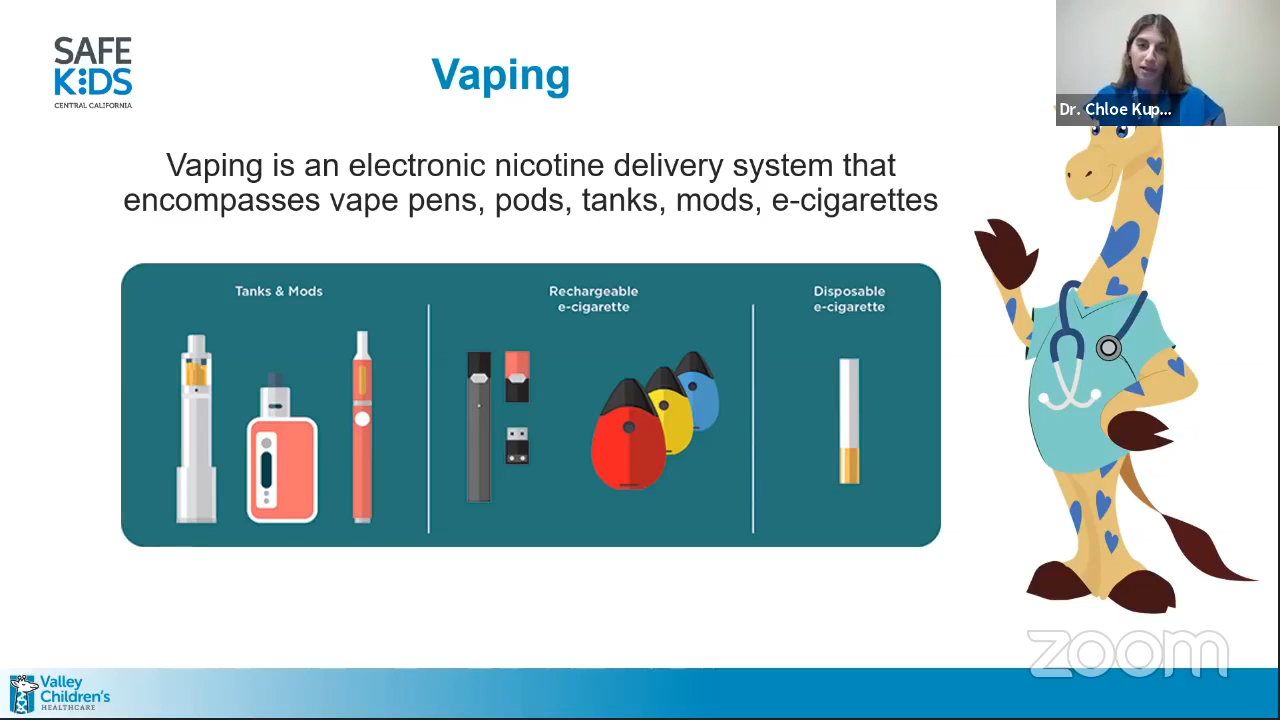 SAFE
KIDS
CENTRAL CALIFORNIA
Vaping
Dr. Chloe Kup...
Vaping is an electronic nicotine delivery system that
encompasses vape pens, pods, tanks, mods, e-cigarettes
Tanks & Mods
Rechargeable
e-cigarette
Disposable
e-cigarette
zoom
Valley
Children's
HEALTHCARE